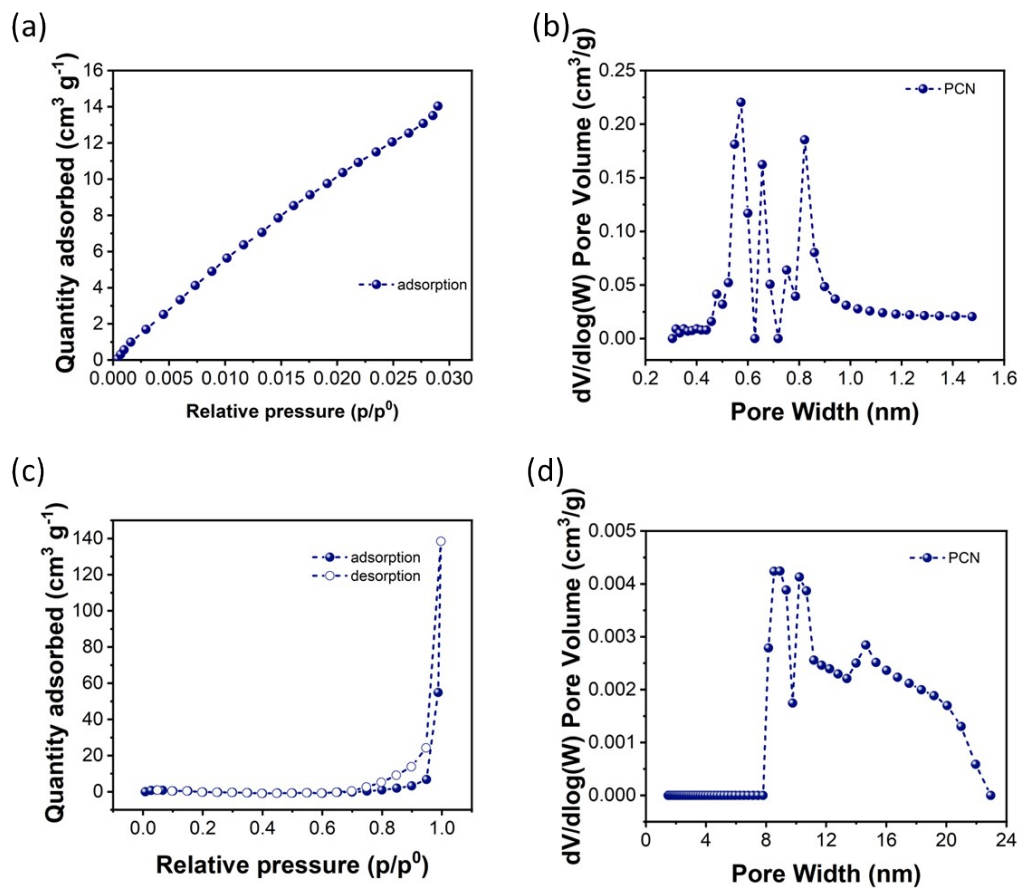 (a)
Quantity adsorbed (cm³ g⁻¹)
16
14
12
10
8
6
4
2
0
adsorption
0.000 0.005 0.010 0.015 0.020 0.025 0.030
Relative pressure (p/p⁰)
(b)
dV/dlog(W) Pore Volume (cm³/g)
0.25
0.20
0.15
0.10
0.05
0.00
PCN
0.2 0.4 0.6 0.8 1.0 1.2 1.4 1.6
Pore Width (nm)
(c)
Quantity adsorbed (cm³ g⁻¹)
140
120
100
80
60
40
20
0
adsorption
desorption
0.0 0.2 0.4 0.6 0.8 1.0
Relative pressure (p/p⁰)
(d)
dV/dlog(W) Pore Volume (cm³/g)
0.005
0.004
0.003
0.002
0.001
0.000
PCN
4 8 12 16 20 24
Pore Width (nm)